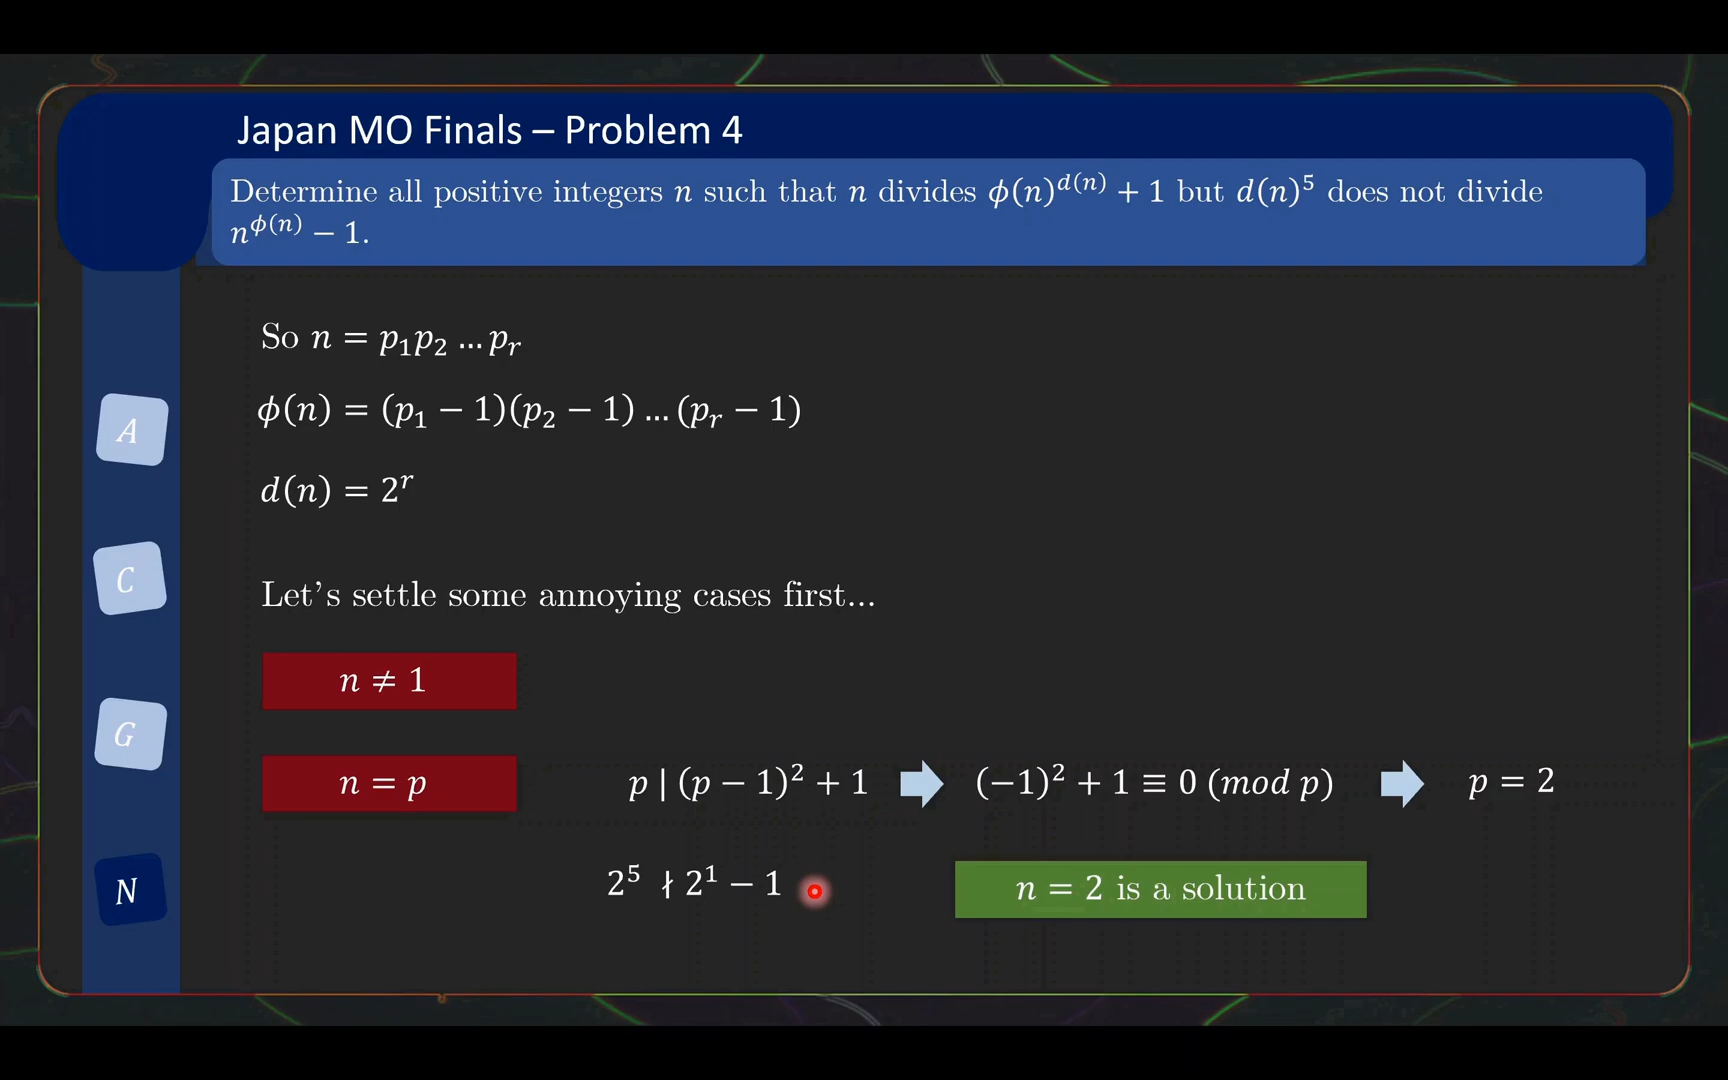 Japan MO Finals – Problem 4
Determine all positive integers n such that n divides ϕ(n)^{d(n)} + 1 but d(n)^5 does not divide
n^{ϕ(n)} − 1.
So n = p₁p₂ … pᵣ
ϕ(n) = (p₁ − 1)(p₂ − 1) … (pᵣ − 1)
A
d(n) = 2^r
C
Let's settle some annoying cases first...
n ≠ 1
G
n = p
p | (p − 1)² + 1
(−1)² + 1 ≡ 0 (mod p)
p = 2
N
2⁵ ∤ 2¹ − 1
n = 2 is a solution